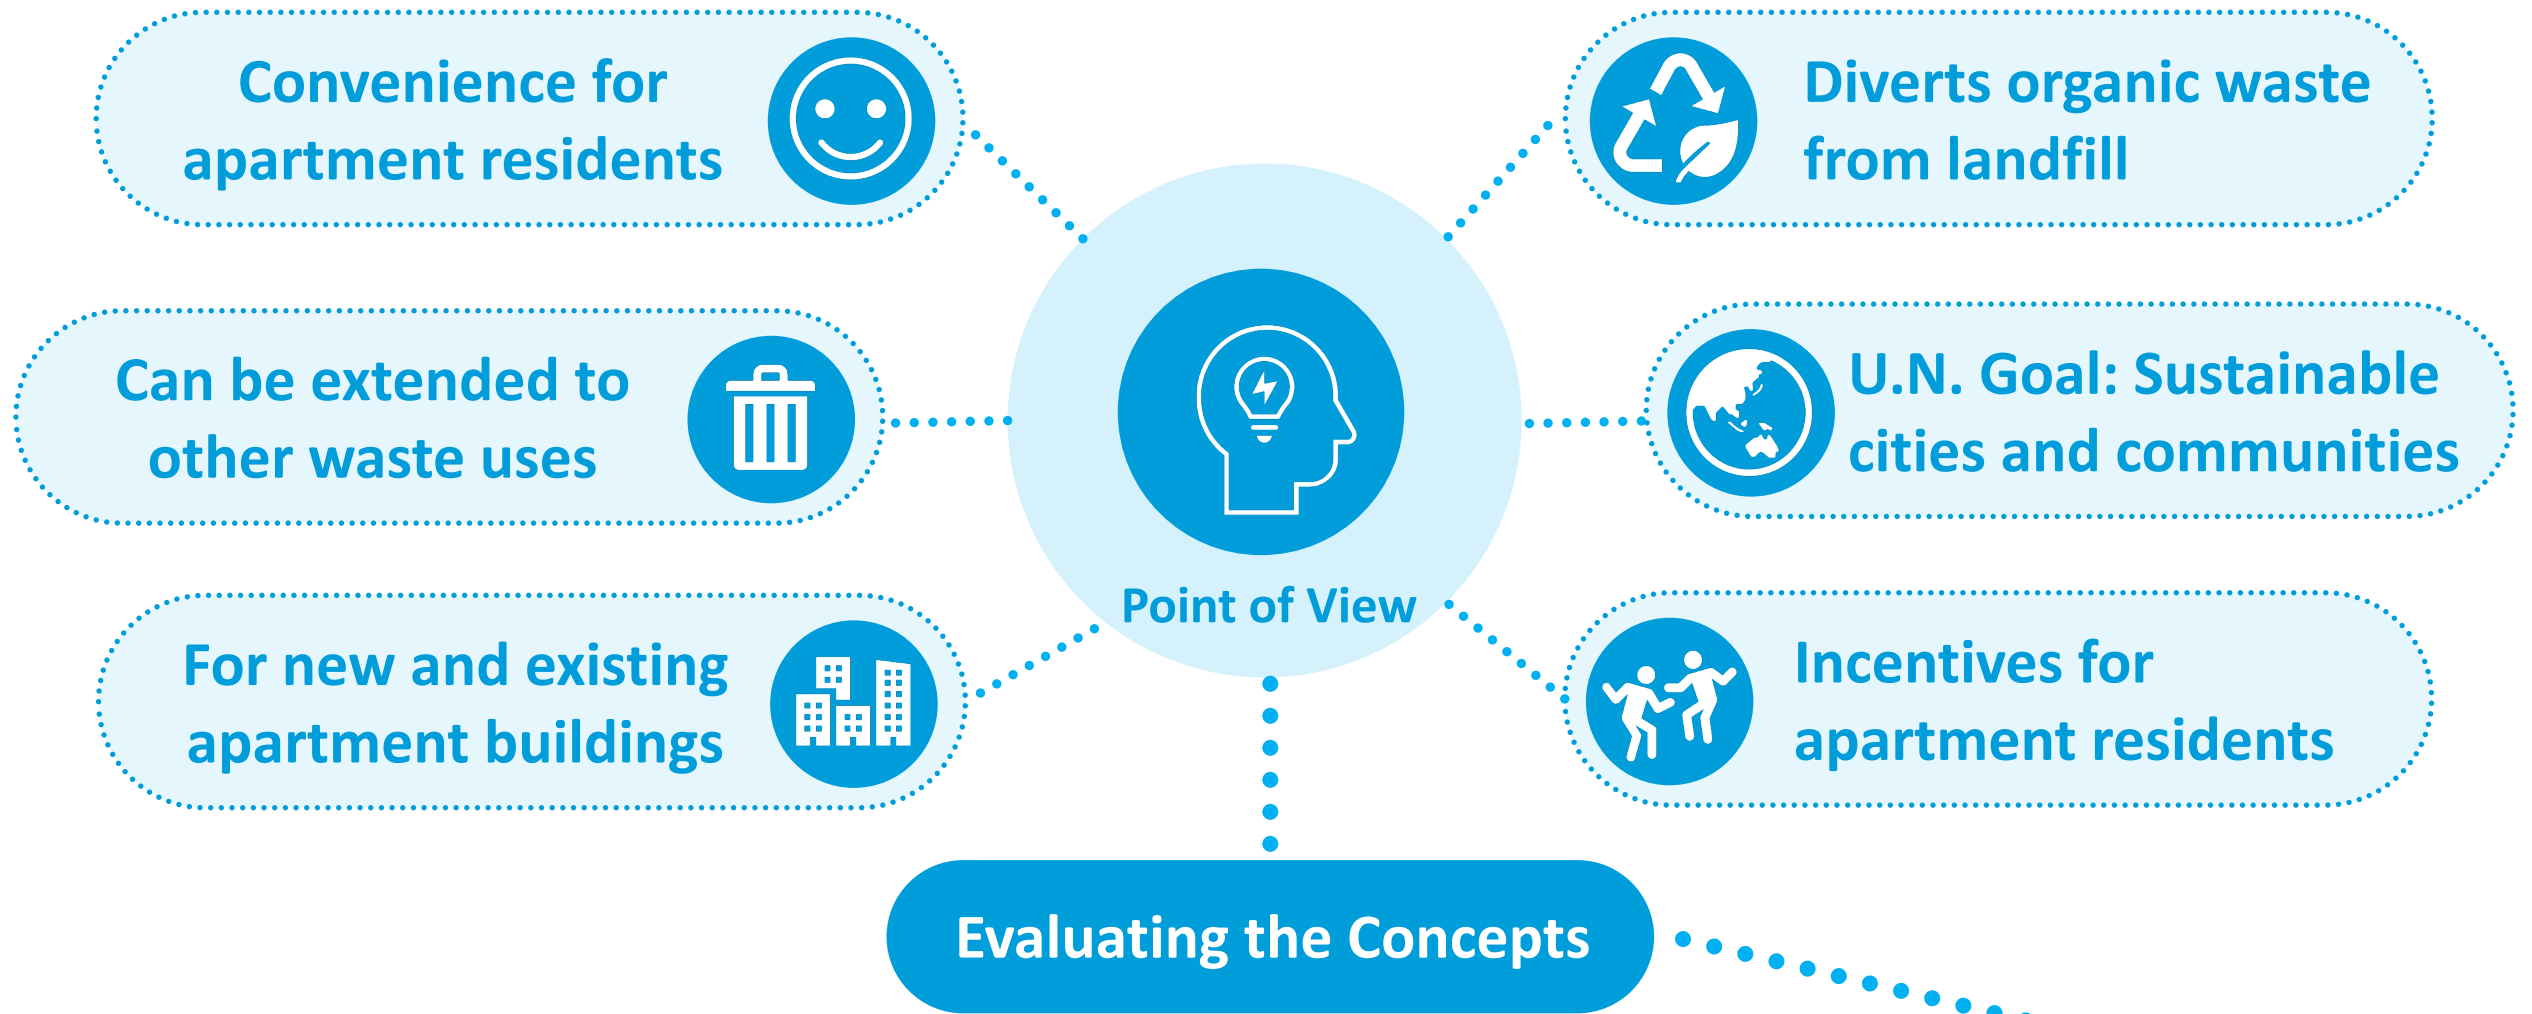 Convenience for
apartment residents
Diverts organic waste
from landfill
Can be extended to
other waste uses
U.N. Goal: Sustainable
cities and communities
Point of View
For new and existing
apartment buildings
Incentives for
apartment residents
Evaluating the Concepts